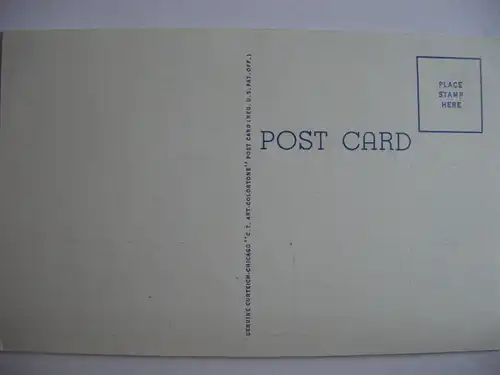 GENUINE CURTEICH-CHICAGO "C. T. ART-COLORTONE" POST CARD (REG. U. S. PAT. OFF.)
POST CARD
PLACE
STAMP
HERE